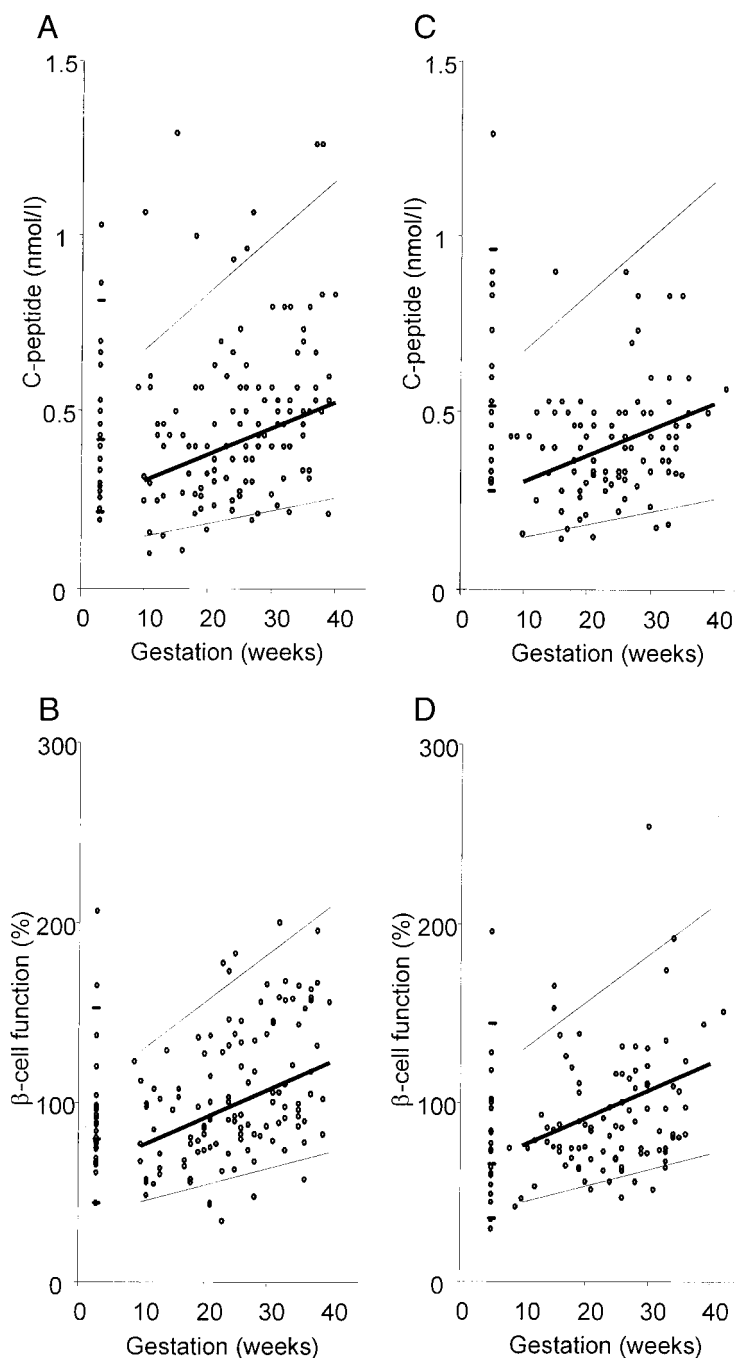 A
C-peptide (nmol/l)
1.5
1
0.5
0
0 10 20 30 40
Gestation (weeks)
C
C-peptide (nmol/l)
1.5
1
0.5
0
0 10 20 30 40
Gestation (weeks)
B
β-cell function (%)
300
200
100
0
0 10 20 30 40
Gestation (weeks)
D
β-cell function (%)
300
200
100
0
0 10 20 30 40
Gestation (weeks)